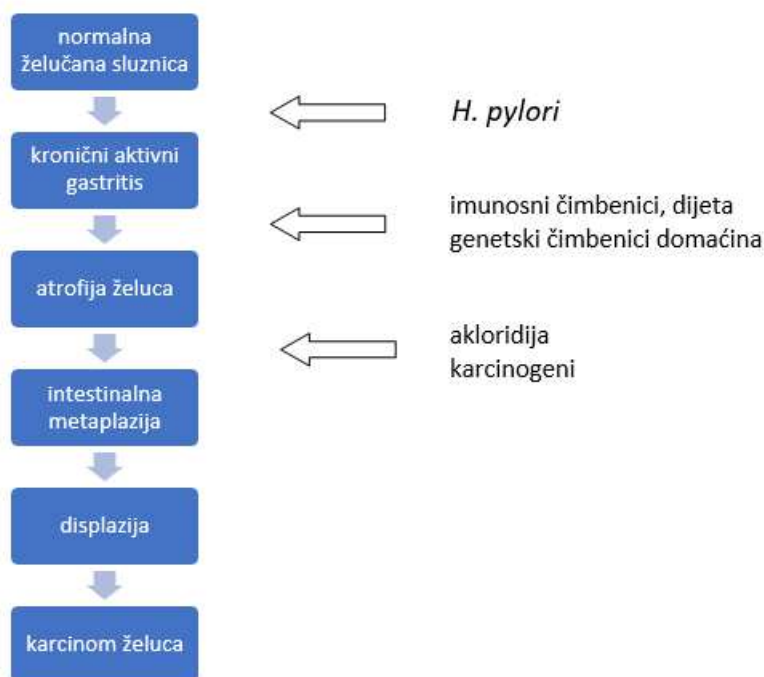 normalna
želučana sluznica
H. pylori
kronični aktivni
gastritis
imunosni čimbenici, dijeta
genetski čimbenici domaćina
atrofija želuca
akloridija
karcinogeni
intestinalna
metaplazija
displazija
karcinom želuca